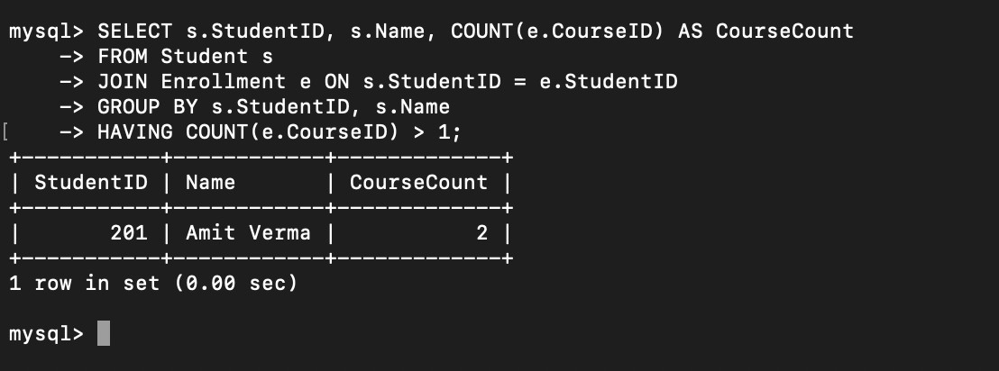 mysql> SELECT s.StudentID, s.Name, COUNT(e.CourseID) AS CourseCount
    -> FROM Student s
    -> JOIN Enrollment e ON s.StudentID = e.StudentID
    -> GROUP BY s.StudentID, s.Name
[    -> HAVING COUNT(e.CourseID) > 1;
+-----------+------------+-------------+
| StudentID | Name       | CourseCount |
+-----------+------------+-------------+
|       201 | Amit Verma |           2 |
+-----------+------------+-------------+
1 row in set (0.00 sec)
mysql>